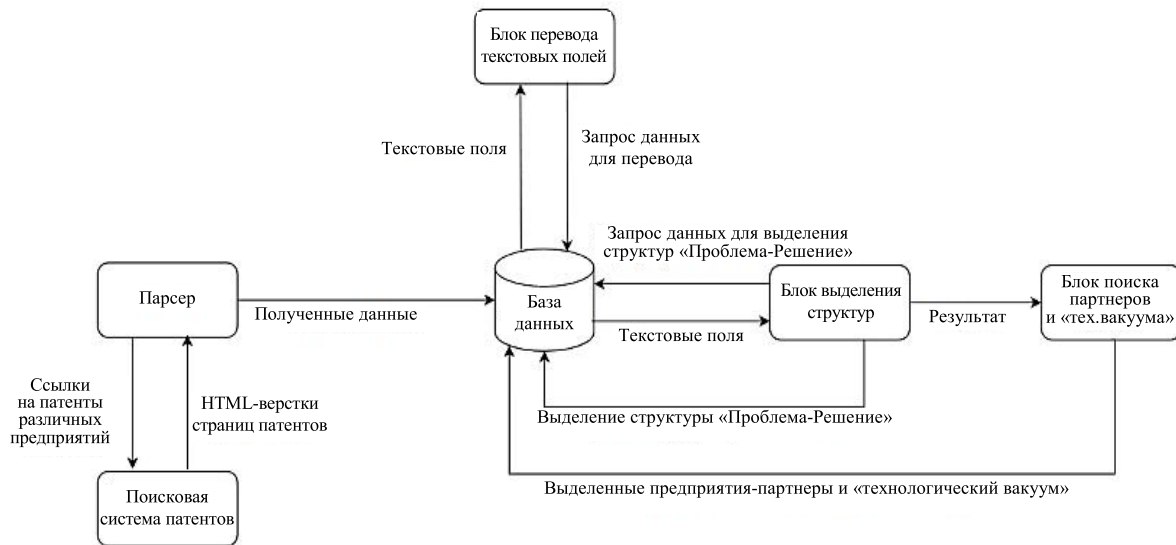 Блок перевода
текстовых полей
Текстовые поля
Запрос данных
для перевода
Запрос данных для выделения
структур «Проблема-Решение»
Парсер
Полученные данные
База
данных
Текстовые поля
Блок выделения
структур
Результат
Блок поиска
партнеров
и «тех.вакуума»
Ссылки
на патенты
различных
предприятий
HTML-верстки
страниц патентов
Выделение структуры «Проблема-Решение»
Поисковая
система патентов
Выделенные предприятия-партнеры и «технологический вакуум»